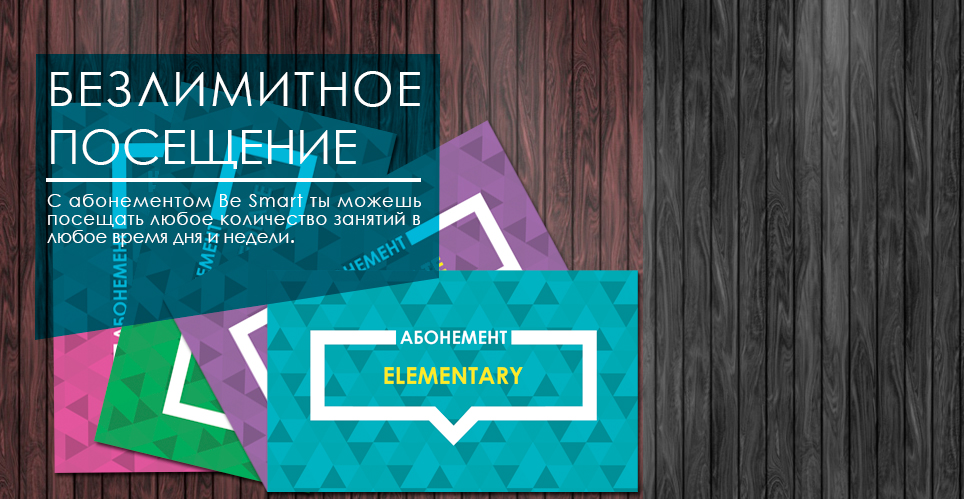 БЕЗЛИМИТНОЕ
ПОСЕЩЕНИЕ
С абонементом Be Smart ты можешь
посещать любое количество занятий в
любое время дня и недели.
АБОНЕМЕНТ
ELEMENTARY